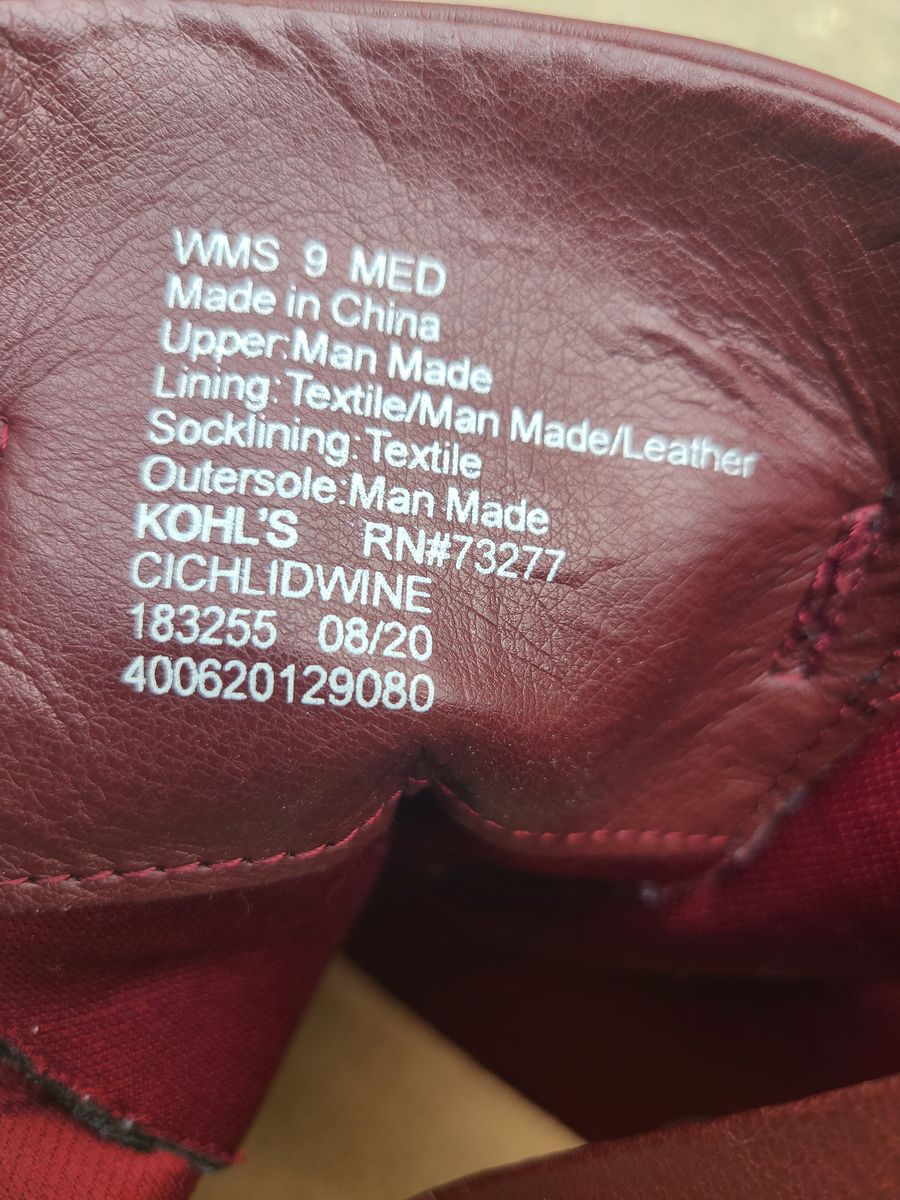 WMS 9 MED
Made in China
Upper:Man Made
Lining:Textile/Man Made/Leather
Socklining:Textile
Outersole:Man Made
KOHL'S RN#73277
CICHLIDWINE
183255 08/20
400620129080